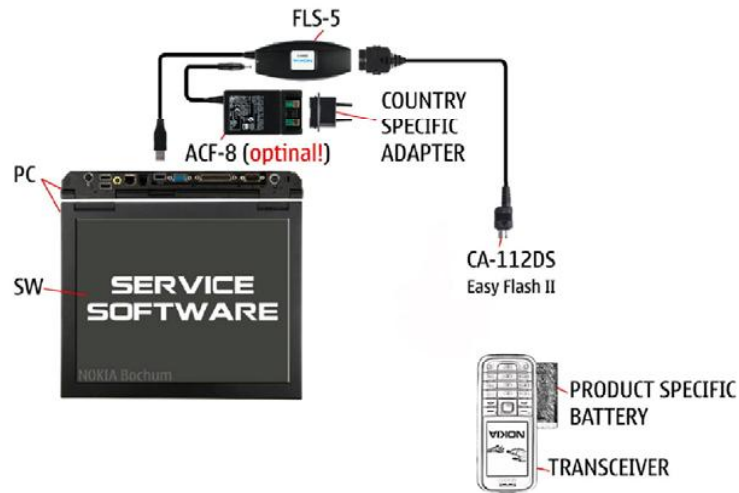 FLS-5
COUNTRY
SPECIFIC
ADAPTER
ACF-8 (optinal!)
PC
CA-112DS
Easy Flash II
SW
SERVICE
SOFTWARE
NOKIA Bochum
PRODUCT SPECIFIC
BATTERY
NOKIA
TRANSCEIVER